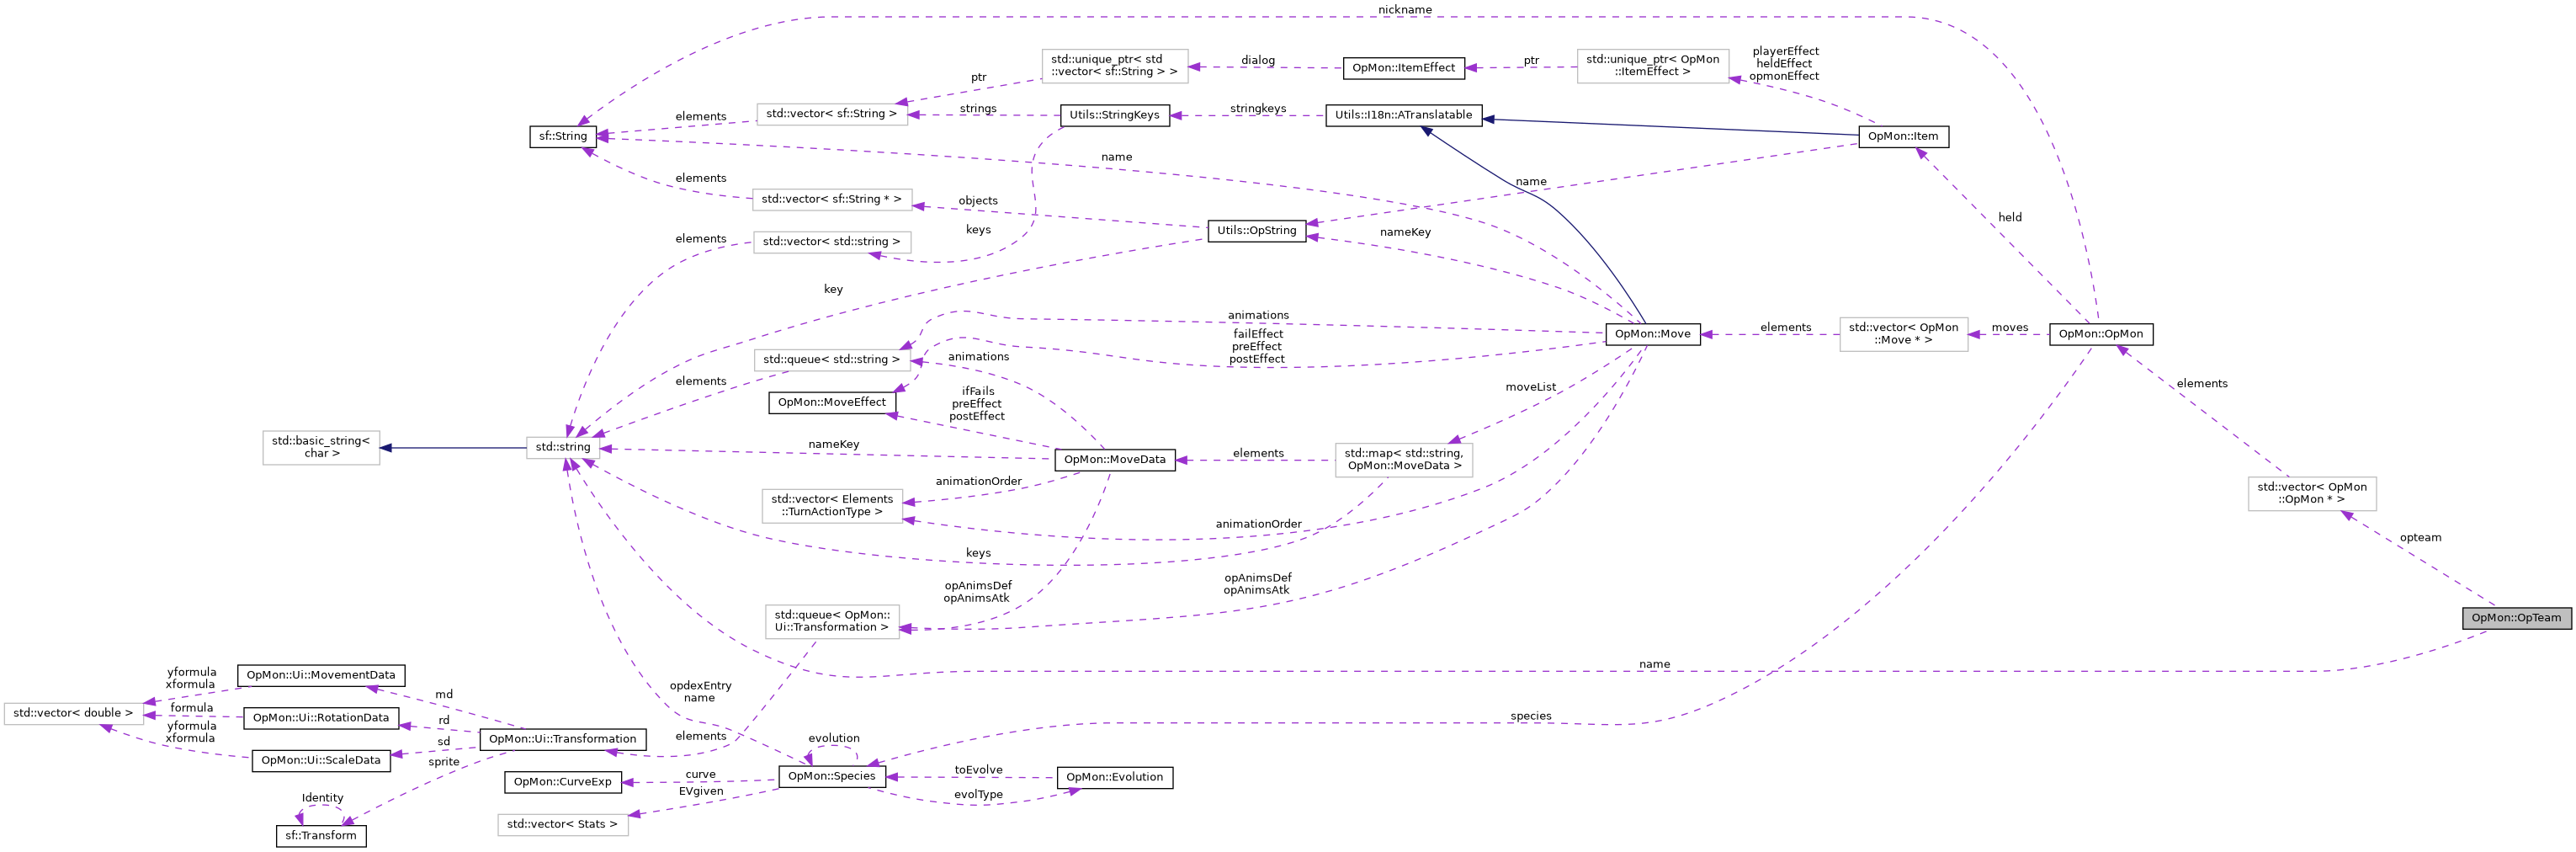 nickname
std::unique_ptr< std
::vector< sf::String > >
dialog
OpMon::ItemEffect
ptr
std::unique_ptr< OpMon
::ItemEffect >
playerEffect
heldEffect
opmonEffect
ptr
std::vector< sf::String >
strings
Utils::StringKeys
stringkeys
Utils::I18n::ATranslatable
elements
sf::String
OpMon::Item
name
elements
name
std::vector< sf::String * >
objects
held
keys
Utils::OpString
nameKey
elements
std::vector< std::string >
key
animations
failEffect
preEffect
postEffect
OpMon::Move
elements
std::vector< OpMon
::Move * >
moves
OpMon::OpMon
std::queue< std::string >
animations
elements
elements
OpMon::MoveEffect
ifFails
preEffect
postEffect
moveList
std::basic_string<
char >
std::string
nameKey
OpMon::MoveData
elements
std::map< std::string,
OpMon::MoveData >
animationOrder
std::vector< Elements
::TurnActionType >
animationOrder
std::vector< OpMon
::OpMon * >
keys
opteam
opAnimsDef
opAnimsAtk
opAnimsDef
opAnimsAtk
std::queue< OpMon::
Ui::Transformation >
OpMon::OpTeam
name
yformula
xformula
OpMon::Ui::MovementData
md
opdexEntry
name
std::vector< double >
formula
OpMon::Ui::RotationData
rd
species
yformula
xformula
sd
OpMon::Ui::Transformation
elements
evolution
OpMon::Ui::ScaleData
sprite
OpMon::CurveExp
curve
OpMon::Species
toEvolve
OpMon::Evolution
EVgiven
evolType
Identity
std::vector< Stats >
sf::Transform